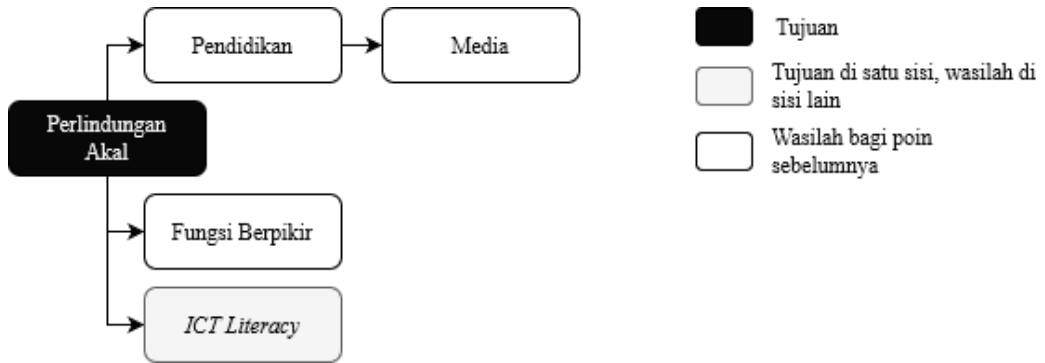 Pendidikan
Media
Perlindungan
Akal
Fungsi Berpikir
ICT Literacy
Tujuan
Tujuan di satu sisi, wasilah di
sisi lain
Wasilah bagi poin
sebelumnya